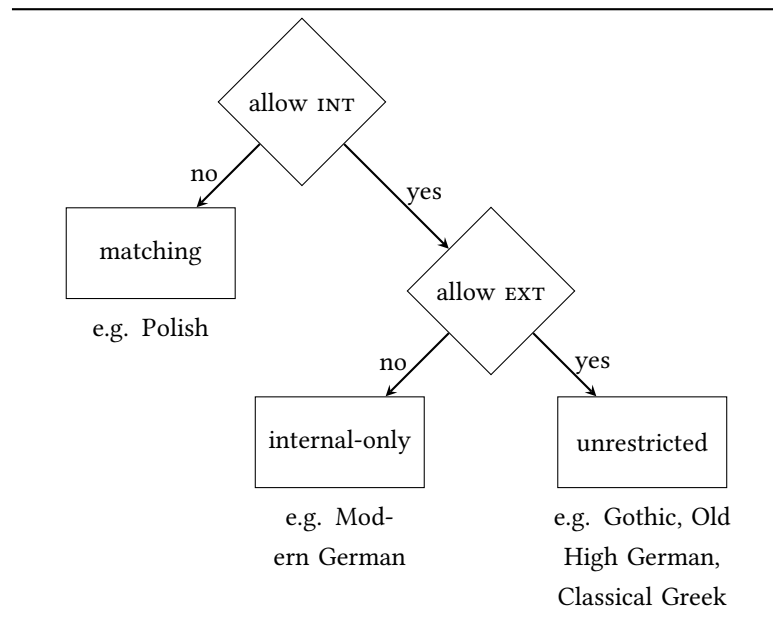 allow INT
no
yes
matching
e.g. Polish
allow EXT
no
yes
internal-only
unrestricted
e.g. Mod-
ern German
e.g. Gothic, Old
High German,
Classical Greek